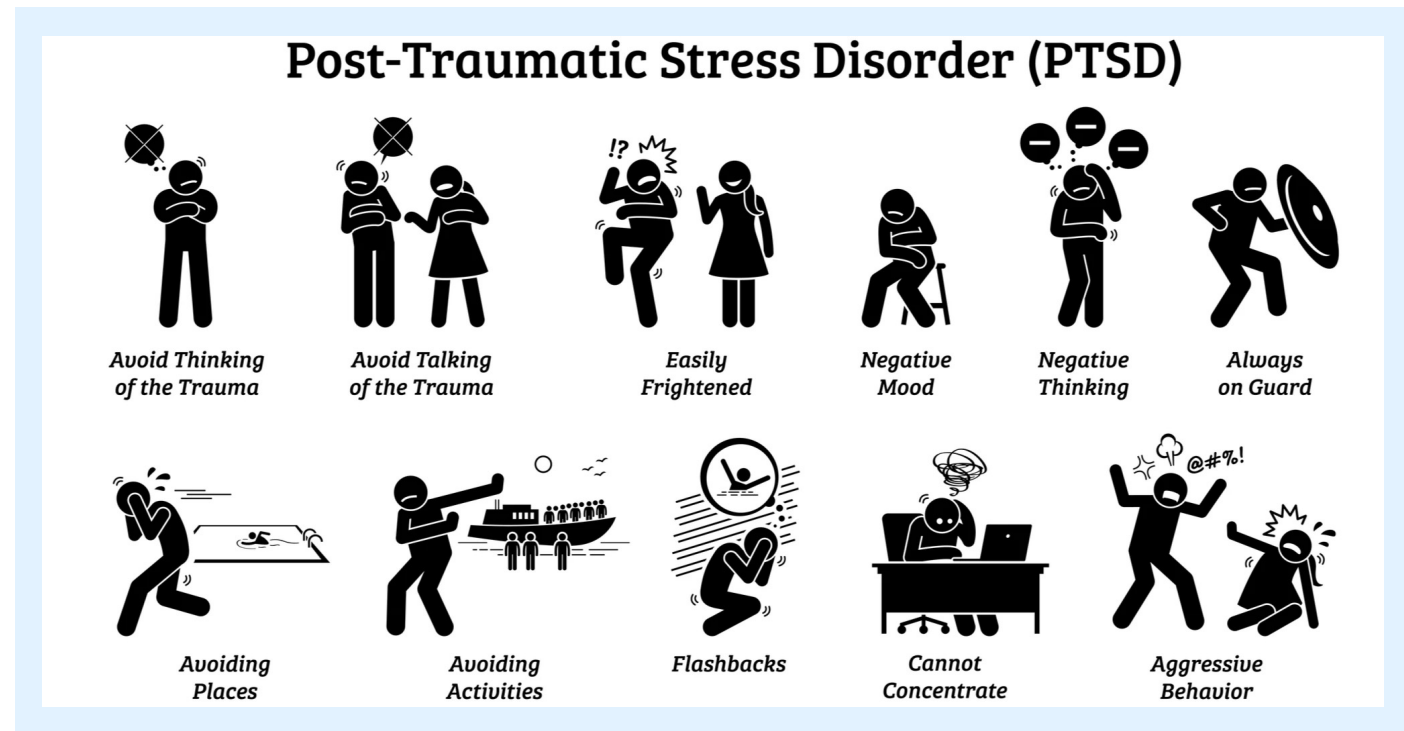 Post-Traumatic Stress Disorder (PTSD)
!?
Avoid Thinking
of the Trauma
Avoid Talking
of the Trauma
Easily
Frightened
Negative
Mood
Negative
Thinking
Always
on Guard
@#%!
Avoiding
Places
Avoiding
Activities
Flashbacks
Cannot
Concentrate
Aggressive
Behavior